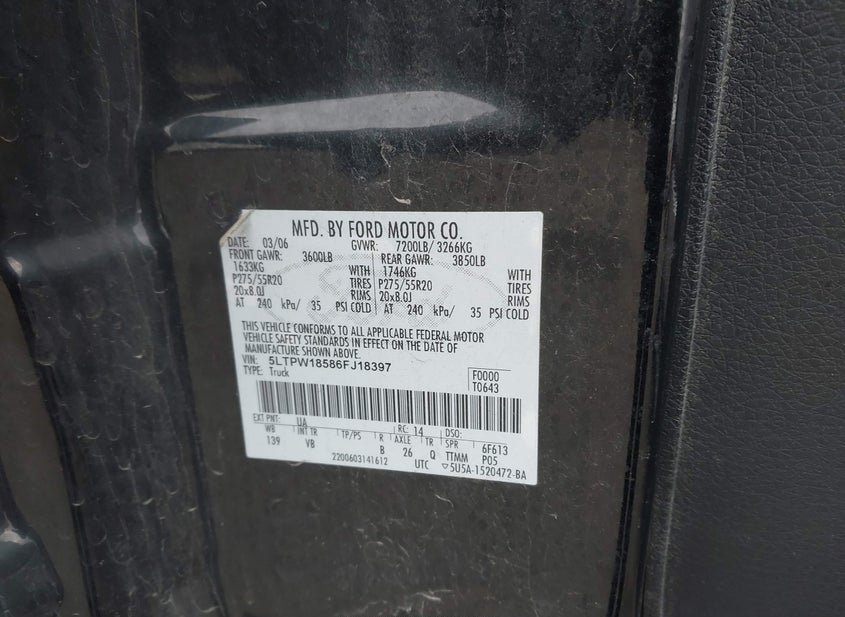 MFD. BY FORD MOTOR CO.
DATE: 03/06 GVWR: 7200LB/ 3266KG
FRONT GAWR: 3600LB REAR GAWR: 3850LB
1633KG WITH 1746KG WITH
P275/55R20 TIRES P275/55R20 TIRES
20x8.0J RIMS 20x8.0J RIMS
AT 240 kPa/ 35 PSI COLD AT 240 kPa/ 35 PSI COLD
THIS VEHICLE CONFORMS TO ALL APPLICABLE FEDERAL MOTOR
VEHICLE SAFETY STANDARDS IN EFFECT ON THE DATE OF
MANUFACTURE SHOWN ABOVE.
VIN: 5LTPW18586FJ18397
TYPE: Truck
F0000
T0643
EXT PNT: UA RC: 14 DSO:
WB INT TR TP/PS R AXLE TR SPR 6F613
139 VB B 26 Q TTMM P05
2200603141612 UTC ▽5U5A-1520472-BA